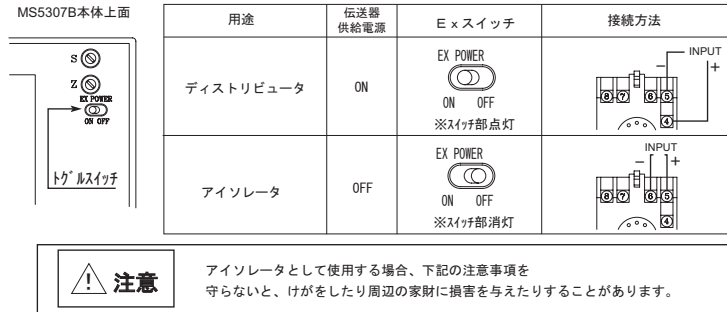 MS5307B本体上面
S
Z
EX POWER
ON OFF
トグルスイッチ
用途
伝送器
供給電源
Exスイッチ
接続方法
ディストリビュータ
ON
EX POWER
ON OFF
※スイッチ部点灯
INPUT
− +
⑧ ⑦ ⑥ ⑤
④
アイソレータ
OFF
EX POWER
ON OFF
※スイッチ部消灯
INPUT
− +
⑧ ⑦ ⑥ ⑤
④
注意
アイソレータとして使用する場合、下記の注意事項を
守らないと、けがをしたり周辺の家財に損害を与えたりすることがあります。